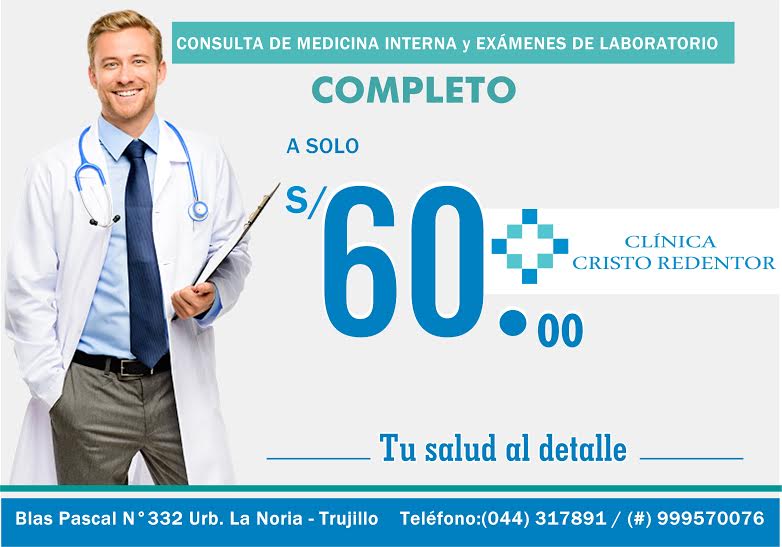 CONSULTA DE MEDICINA INTERNA y EXÁMENES DE LABORATORIO
COMPLETO
A SOLO
S/60.00
CLÍNICA
CRISTO REDENTOR
Tu salud al detalle
Blas Pascal N°332 Urb. La Noria - Trujillo Teléfono:(044) 317891 / (#) 999570076